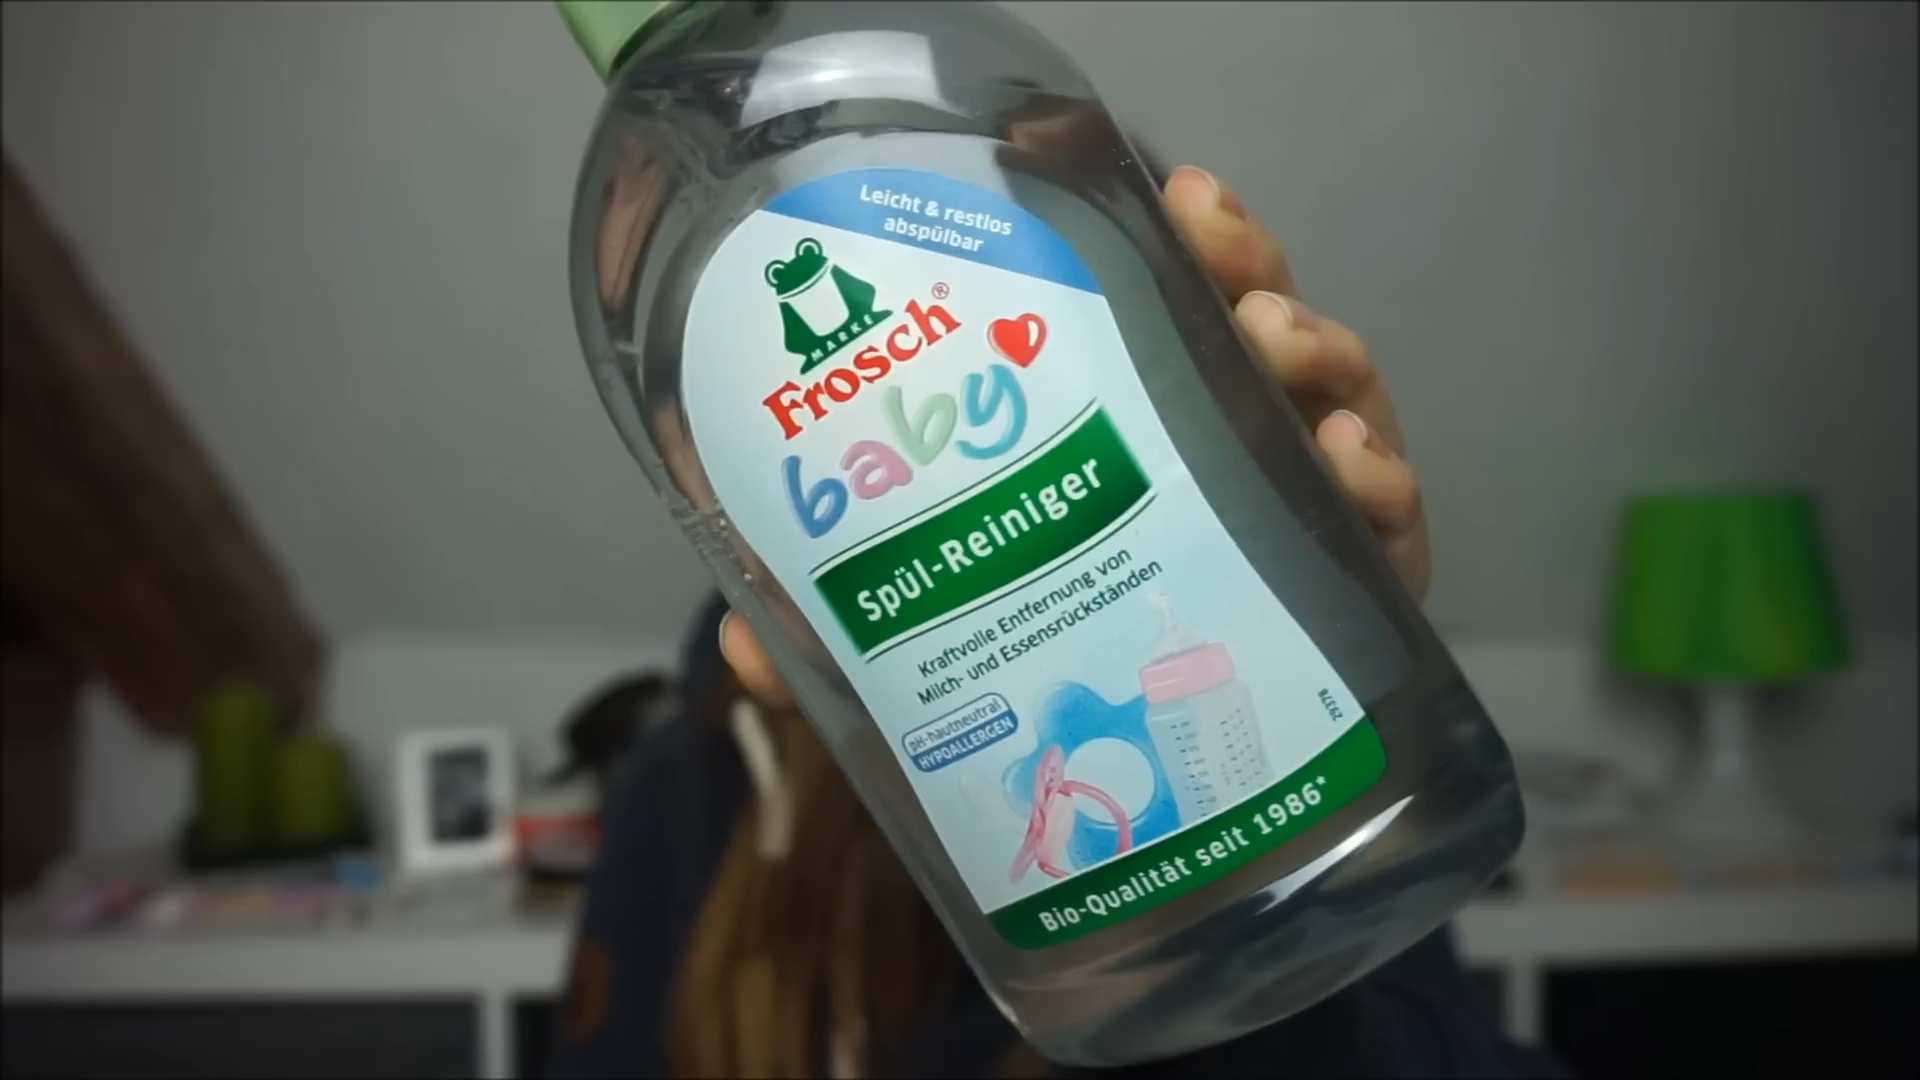 Leicht & restlos
abspülbar
MARKE
Frosch®
baby
Spül-Reiniger
Kraftvolle Entfernung von
Milch- und Essensrückständen
pH-hautneutral
HYPOALLERGEN
29378
Bio-Qualität seit 1986*